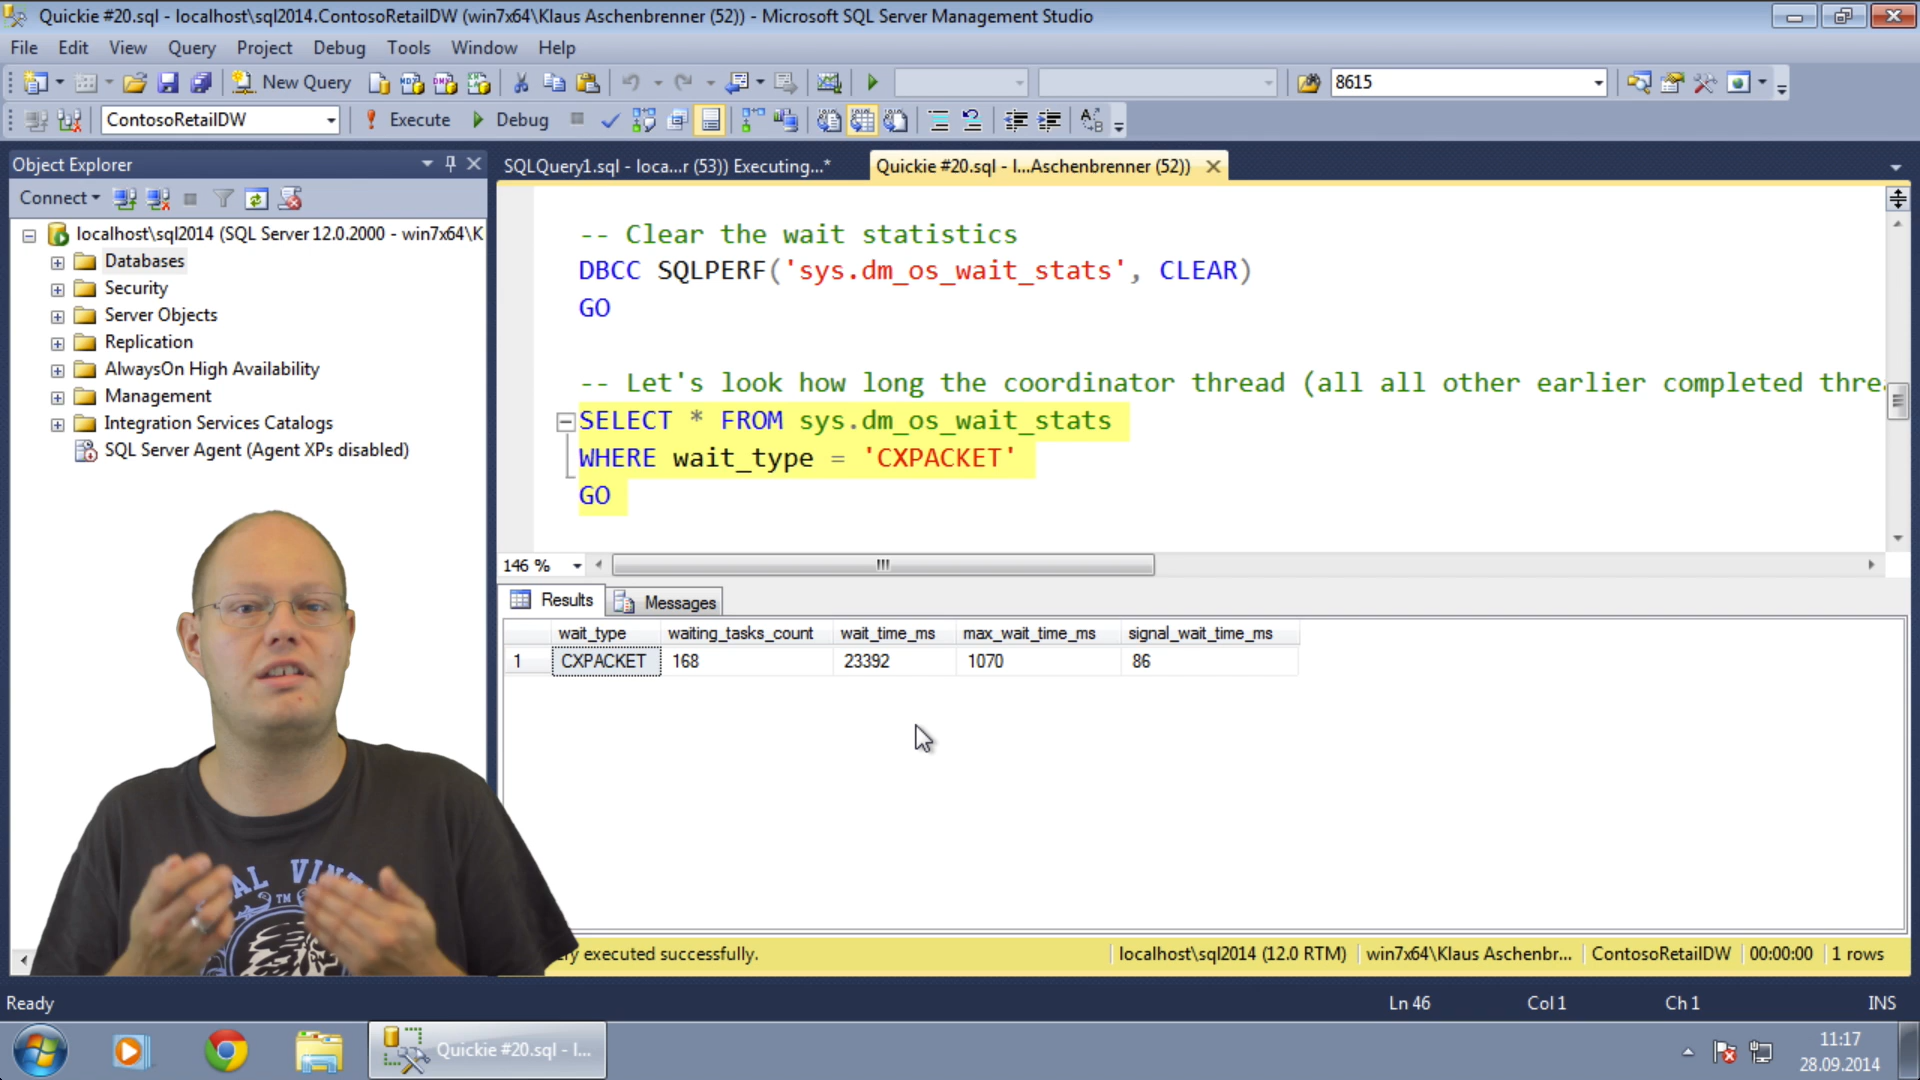 Quickie #20.sql - localhost\sql2014.ContosoRetailDW (win7x64\Klaus Aschenbrenner (52)) - Microsoft SQL Server Management Studio
File Edit View Query Project Debug Tools Window Help
New Query 8615
ContosoRetailDW Execute Debug
Object Explorer
Connect
localhost\sql2014 (SQL Server 12.0.2000 - win7x64\K
Databases
Security
Server Objects
Replication
AlwaysOn High Availability
Management
Integration Services Catalogs
SQL Server Agent (Agent XPs disabled)
SQLQuery1.sql - loca...r (53)) Executing...*
Quickie #20.sql - l...Aschenbrenner (52))
-- Clear the wait statistics
DBCC SQLPERF('sys.dm_os_wait_stats', CLEAR)
GO
-- Let's look how long the coordinator thread (all all other earlier completed thre
SELECT * FROM sys.dm_os_wait_stats
WHERE wait_type = 'CXPACKET'
GO
146 %
Results Messages
wait_type waiting_tasks_count wait_time_ms max_wait_time_ms signal_wait_time_ms
1 CXPACKET 168 23392 1070 86
executed successfully.
localhost\sql2014 (12.0 RTM) win7x64\Klaus Aschenbr... ContosoRetailDW 00:00:00 1 rows
Ready
Ln 46 Col 1 Ch 1 INS
Quickie #20.sql - l...
11:17
28.09.2014